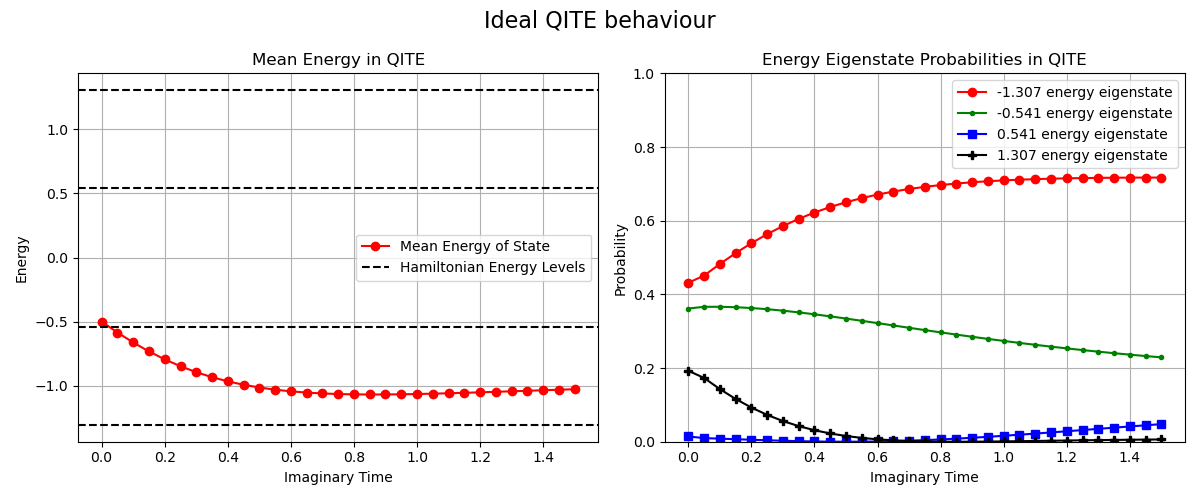 Ideal QITE behaviour
Mean Energy in QITE
Energy
1.0
0.5
0.0
−0.5
−1.0
Mean Energy of State
Hamiltonian Energy Levels
0.0 0.2 0.4 0.6 0.8 1.0 1.2 1.4
Imaginary Time
Energy Eigenstate Probabilities in QITE
Probability
1.0
0.8
0.6
0.4
0.2
0.0
-1.307 energy eigenstate
-0.541 energy eigenstate
0.541 energy eigenstate
1.307 energy eigenstate
0.0 0.2 0.4 0.6 0.8 1.0 1.2 1.4
Imaginary Time